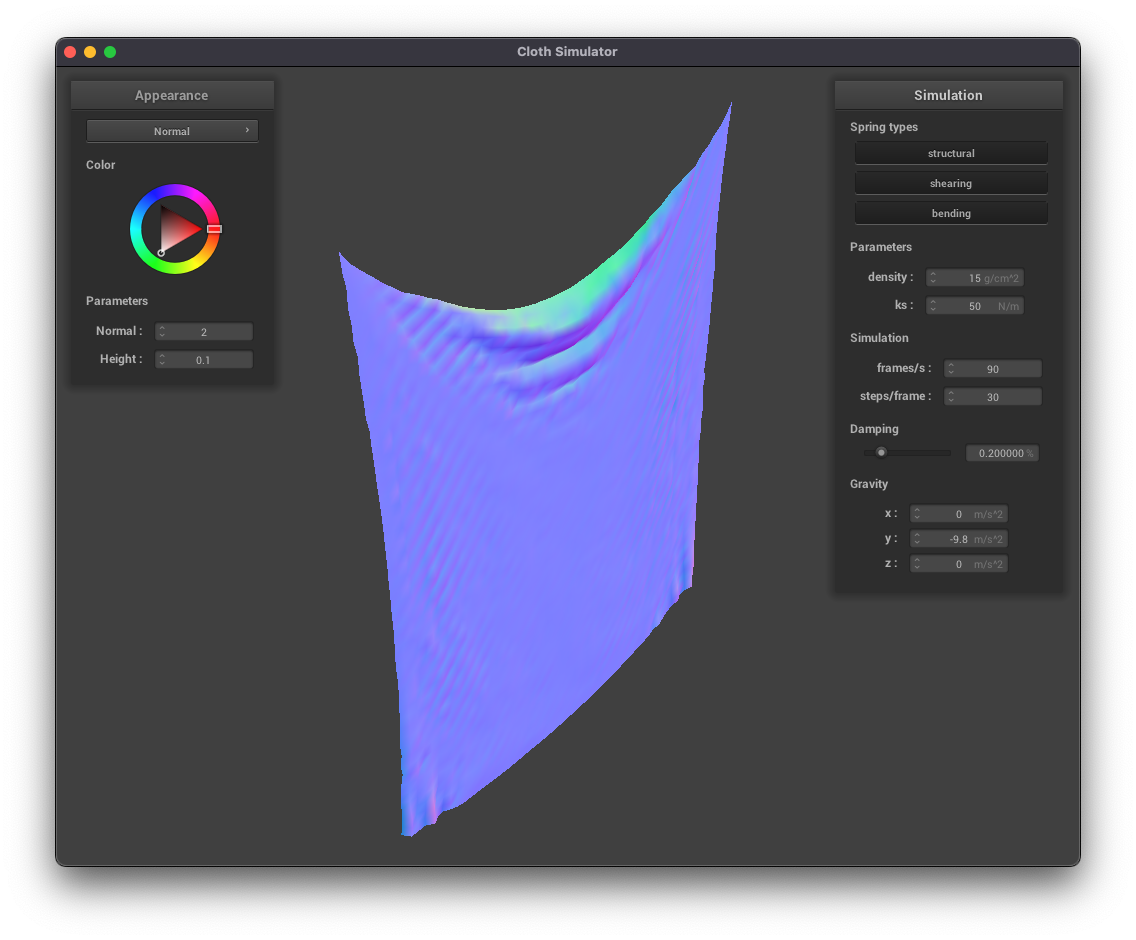 Cloth Simulator
Appearance
Normal
Color
Parameters
Normal : 2
Height : 0.1
Simulation
Spring types
structural
shearing
bending
Parameters
density : 15 g/cm^2
ks : 50 N/m
Simulation
frames/s : 90
steps/frame : 30
Damping
0.200000 %
Gravity
x : 0 m/s^2
y : -9.8 m/s^2
z : 0 m/s^2